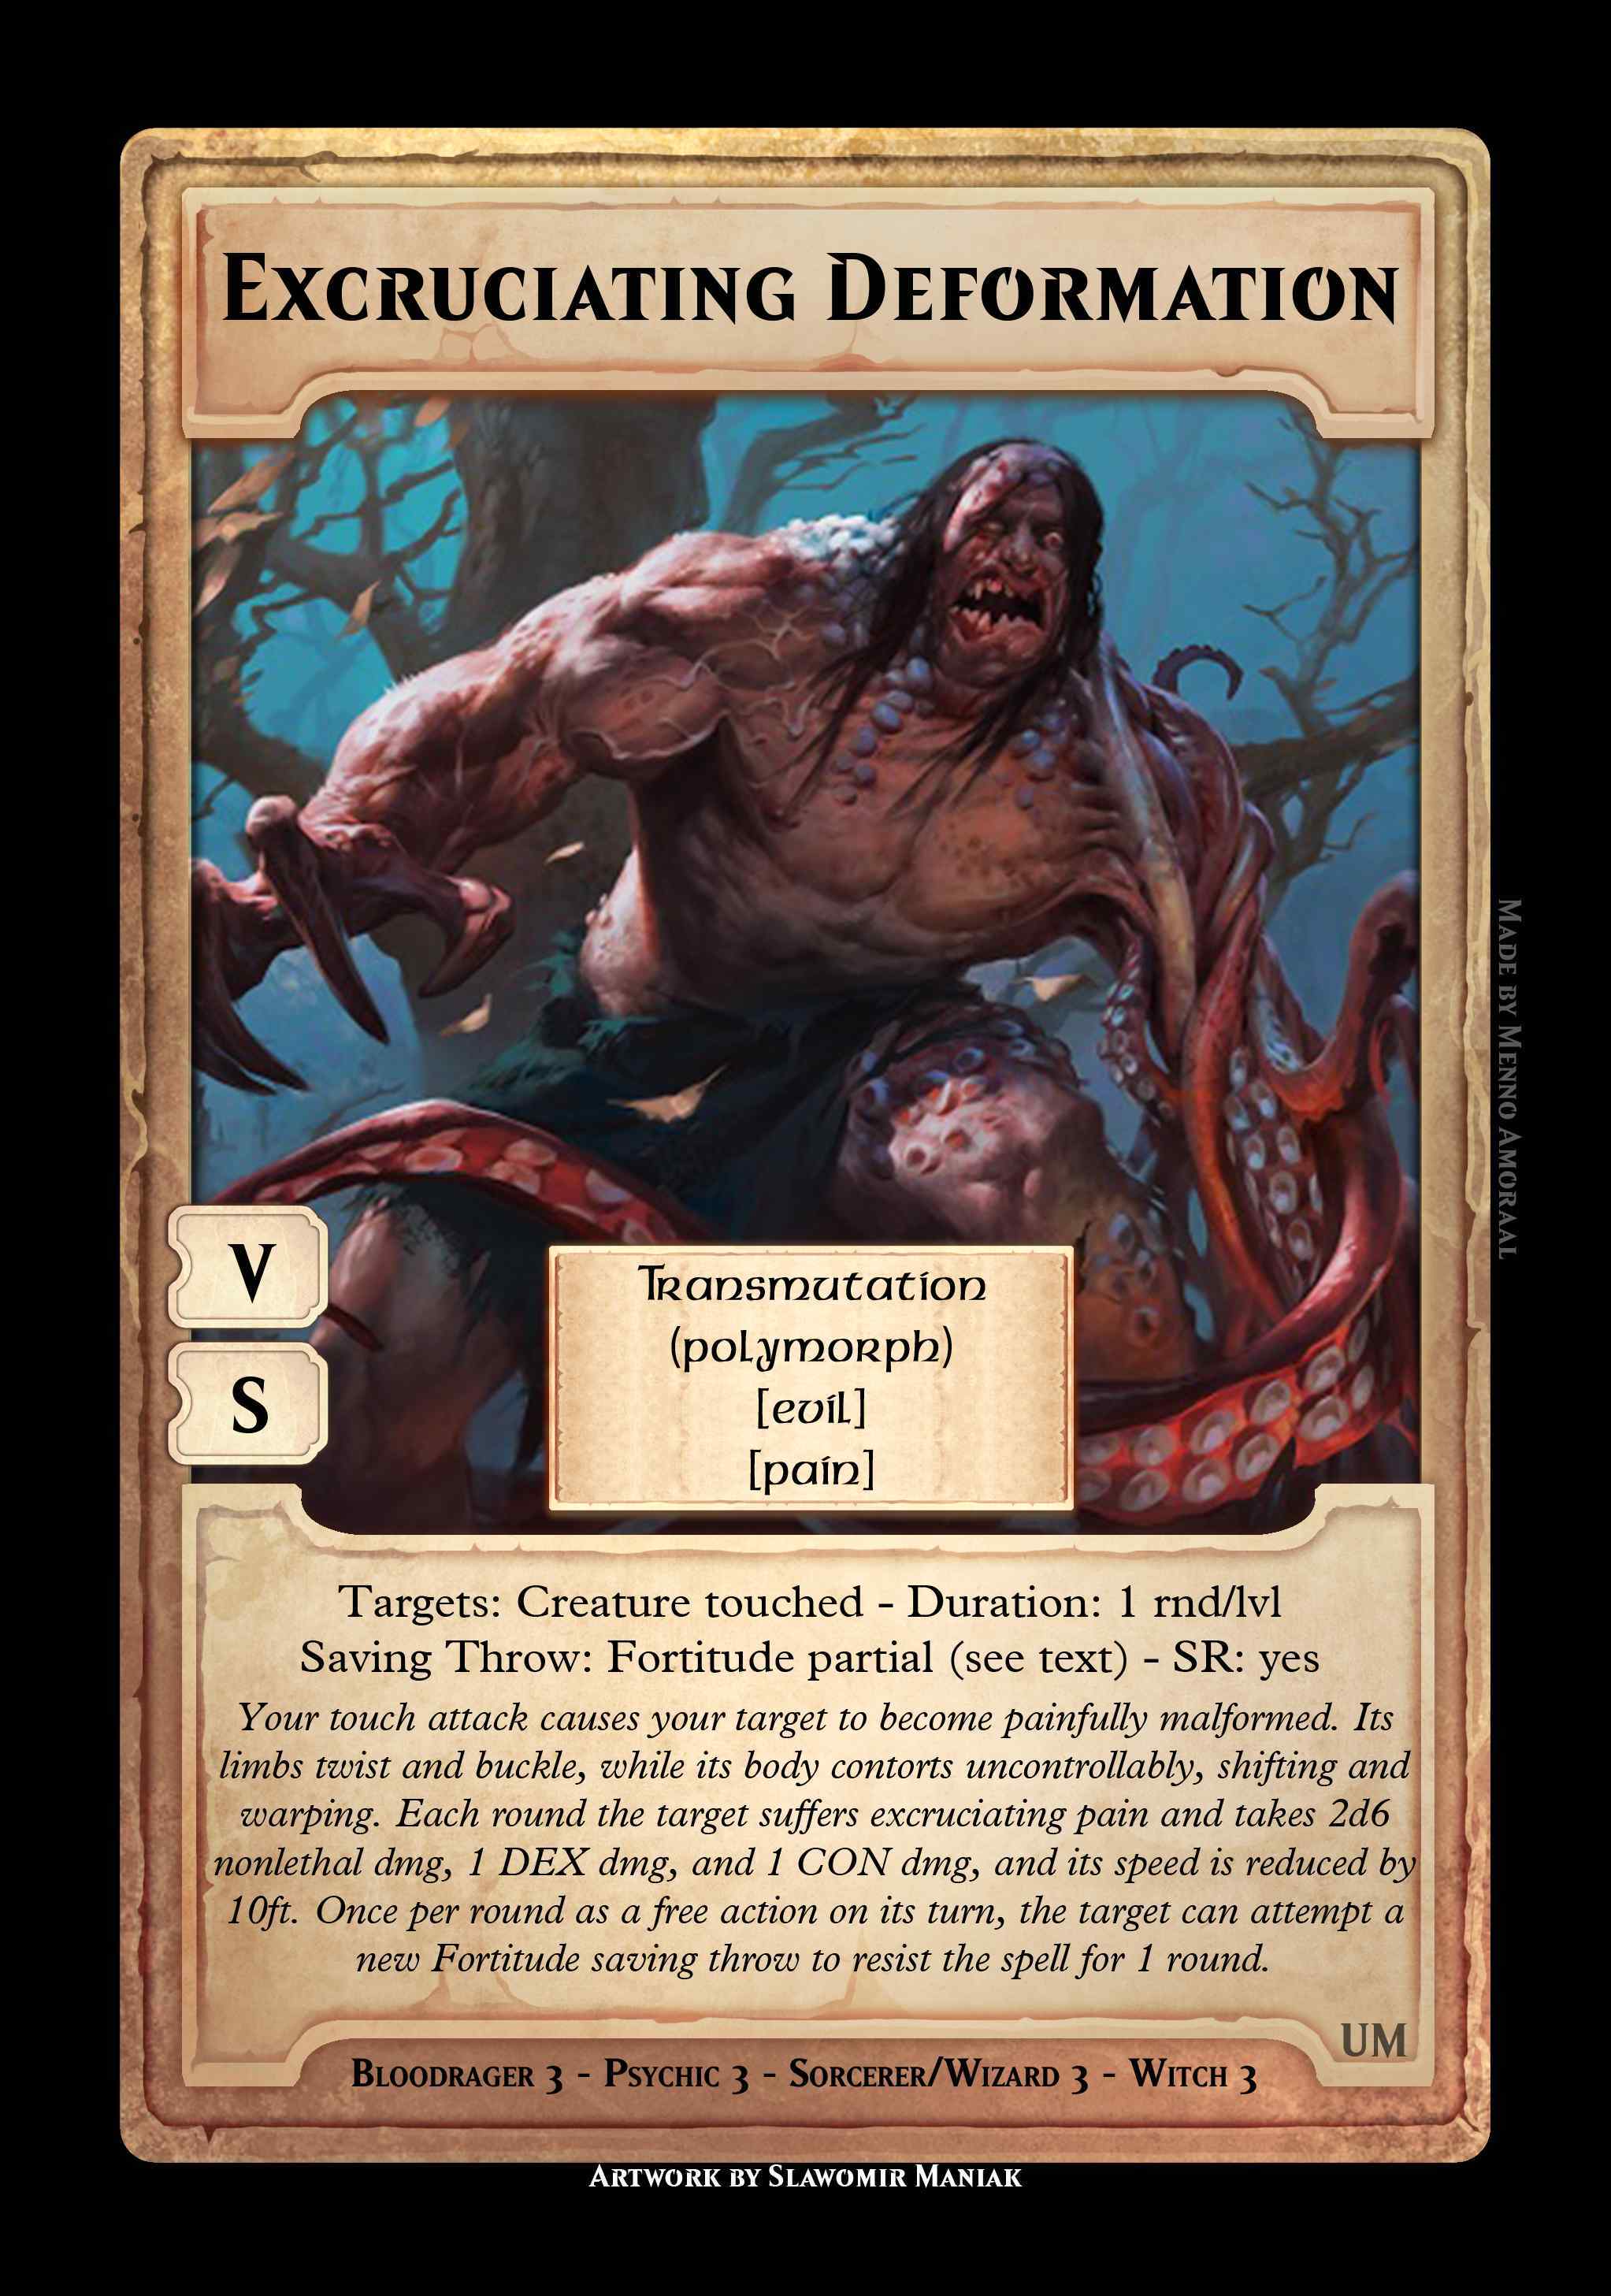 Excruciating Deformation
V
S
Transmutation
(polymorph)
[evil]
[pain]
Targets: Creature touched - Duration: 1 rnd/lvl
Saving Throw: Fortitude partial (see text) - SR: yes
Your touch attack causes your target to become painfully malformed. Its
limbs twist and buckle, while its body contorts uncontrollably, shifting and
warping. Each round the target suffers excruciating pain and takes 2d6
nonlethal dmg, 1 DEX dmg, and 1 CON dmg, and its speed is reduced by
10ft. Once per round as a free action on its turn, the target can attempt a
new Fortitude saving throw to resist the spell for 1 round.
UM
Bloodrager 3 - Psychic 3 - Sorcerer/Wizard 3 - Witch 3
Artwork by Slawomir Maniak
Made by Menno Amoraal